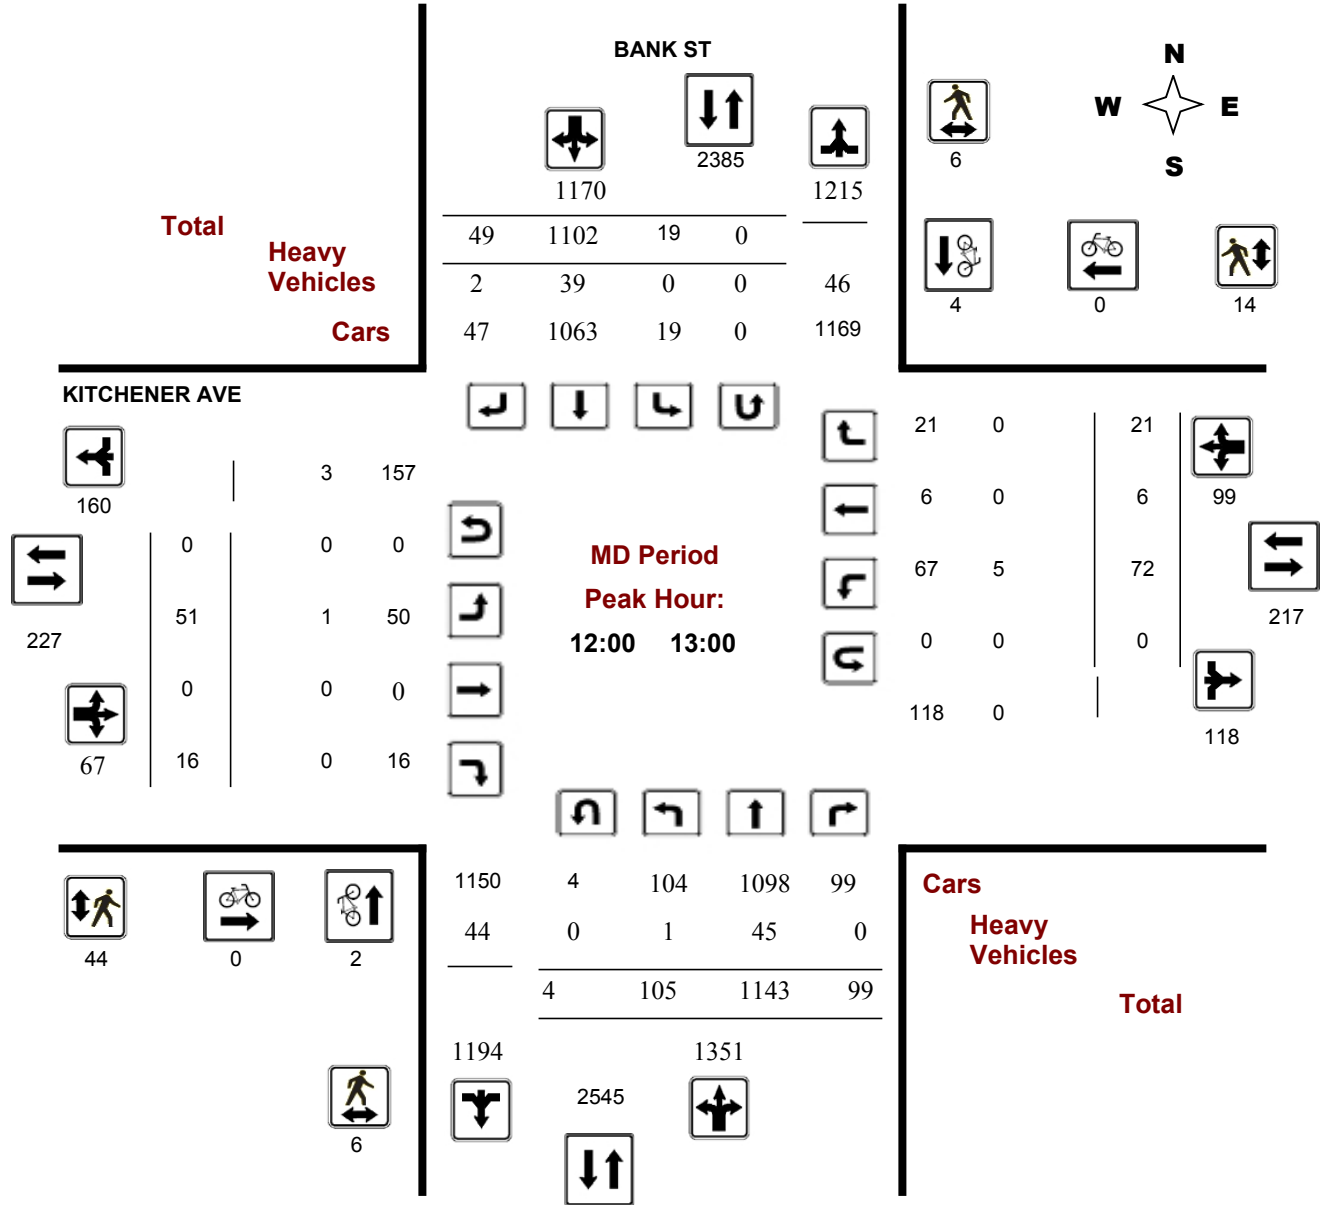 BANK ST
N
W E
S
2385
6
1170 1215
Total 49 1102 19 0
Heavy
Vehicles 2 39 0 0 46
4 0 14
Cars 47 1063 19 0 1169
KITCHENER AVE
21 0 21
3 157
160
6 0 6 99
0 0 0
MD Period
67 5 72
Peak Hour:
51 1 50
217
227
12:00 13:00
0 0 0
0 0 0
118 0
118
67 16 0 16
1150 4 104 1098 99 Cars
44 0 1 45 0 Heavy
Vehicles
44 0 2
4 105 1143 99 Total
1194 1351
2545
6